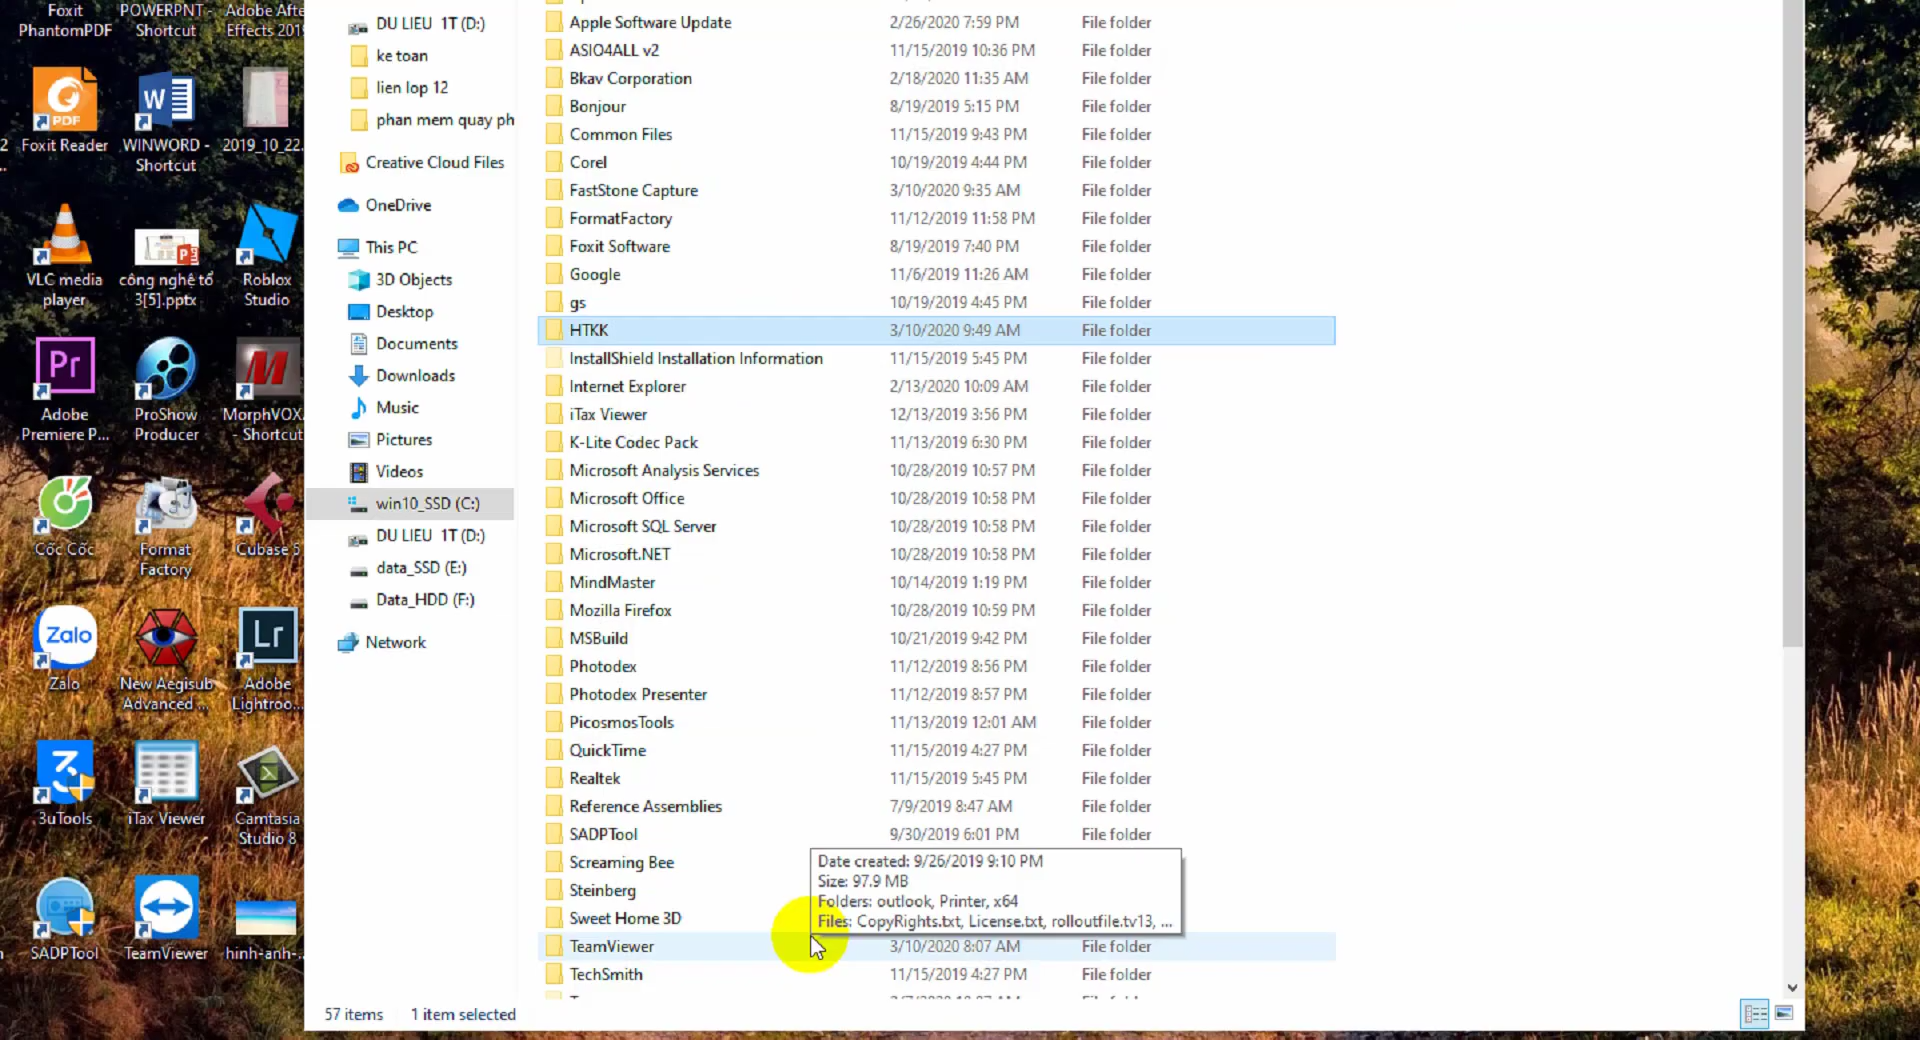 Foxit
PhantomPDF
POWERPNT -
Shortcut
Adobe Afte
Effects 201
Foxit Reader
WINWORD -
Shortcut
2019_10_22.
VLC media
player
công nghệ tổ
3[5].pptx
Roblox
Studio
Adobe
Premiere P...
ProShow
Producer
MorphVOX
- Shortcut
Cốc Cốc
Format
Factory
Cubase 5
Zalo
Zalo
New Aegisub
Advanced ...
Adobe
Lightroo...
3uTools
iTax Viewer
Camtasia
Studio 8
SADPTool
TeamViewer
hinh-anh-..
DU LIEU 1T (D:)
ke toan
lien lop 12
phan mem quay ph
Creative Cloud Files
OneDrive
This PC
3D Objects
Desktop
Documents
Downloads
Music
Pictures
Videos
win10_SSD (C:)
DU LIEU 1T (D:)
data_SSD (E:)
Data_HDD (F:)
Network
Apple Software Update 2/26/2020 7:59 PM File folder
ASIO4ALL v2 11/15/2019 10:36 PM File folder
Bkav Corporation 2/18/2020 11:35 AM File folder
Bonjour 8/19/2019 5:15 PM File folder
Common Files 11/15/2019 9:43 PM File folder
Corel 10/19/2019 4:44 PM File folder
FastStone Capture 3/10/2020 9:35 AM File folder
FormatFactory 11/12/2019 11:58 PM File folder
Foxit Software 8/19/2019 7:40 PM File folder
Google 11/6/2019 11:26 AM File folder
gs 10/19/2019 4:45 PM File folder
HTKK 3/10/2020 9:49 AM File folder
InstallShield Installation Information 11/15/2019 5:45 PM File folder
Internet Explorer 2/13/2020 10:09 AM File folder
iTax Viewer 12/13/2019 3:56 PM File folder
K-Lite Codec Pack 11/13/2019 6:30 PM File folder
Microsoft Analysis Services 10/28/2019 10:57 PM File folder
Microsoft Office 10/28/2019 10:58 PM File folder
Microsoft SQL Server 10/28/2019 10:58 PM File folder
Microsoft.NET 10/28/2019 10:58 PM File folder
MindMaster 10/14/2019 1:19 PM File folder
Mozilla Firefox 10/28/2019 10:59 PM File folder
MSBuild 10/21/2019 9:42 PM File folder
Photodex 11/12/2019 8:56 PM File folder
Photodex Presenter 11/12/2019 8:57 PM File folder
PicosmosTools 11/13/2019 12:01 AM File folder
QuickTime 11/15/2019 4:27 PM File folder
Realtek 11/15/2019 5:45 PM File folder
Reference Assemblies 7/9/2019 8:47 AM File folder
SADPTool 9/30/2019 6:01 PM File folder
Screaming Bee
Steinberg
Sweet Home 3D
Date created: 9/26/2019 9:10 PM
Size: 97.9 MB
Folders: outlook, Printer, x64
Files: CopyRights.txt, License.txt, rolloutfile.tv13, ...
TeamViewer 3/10/2020 8:07 AM File folder
TechSmith 11/15/2019 4:27 PM File folder
57 items 1 item selected